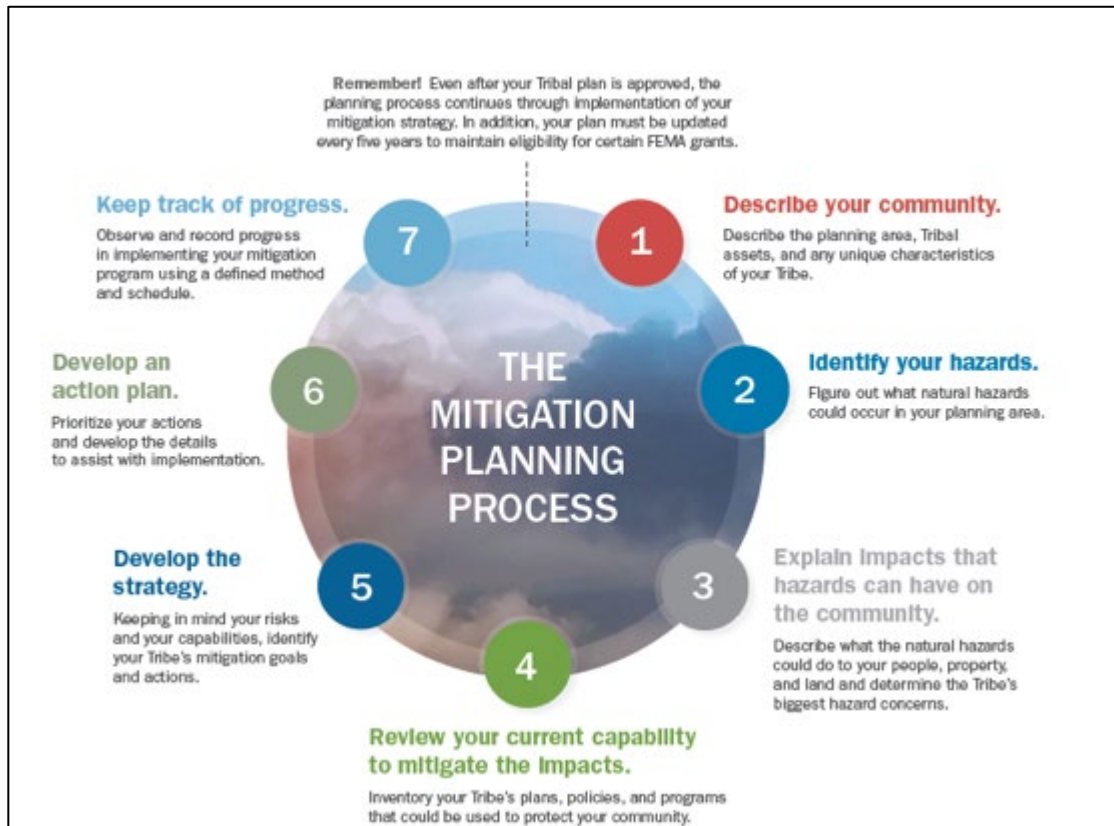 Remember! Even after your Tribal plan is approved, the
planning process continues through implementation of your
mitigation strategy. In addition, your plan must be updated
every five years to maintain eligibility for certain FEMA grants.
1
Describe your community.
Describe the planning area, Tribal
assets, and any unique characteristics
of your Tribe.
2
Identify your hazards.
Figure out what natural hazards
could occur in your planning area.
3
Explain impacts that
hazards can have on
the community.
Describe what the natural hazards
could do to your people, property,
and land and determine the Tribe's
biggest hazard concerns.
4
Review your current capability
to mitigate the impacts.
Inventory your Tribe's plans, policies, and programs
that could be used to protect your community.
5
Develop the
strategy.
Keeping in mind your risks
and your capabilities, identify
your Tribe's mitigation goals
and actions.
6
Develop an
action plan.
Prioritize your actions
and develop the details
to assist with implementation.
7
Keep track of progress.
Observe and record progress
in implementing your mitigation
program using a defined method
and schedule.
THE
MITIGATION
PLANNING
PROCESS